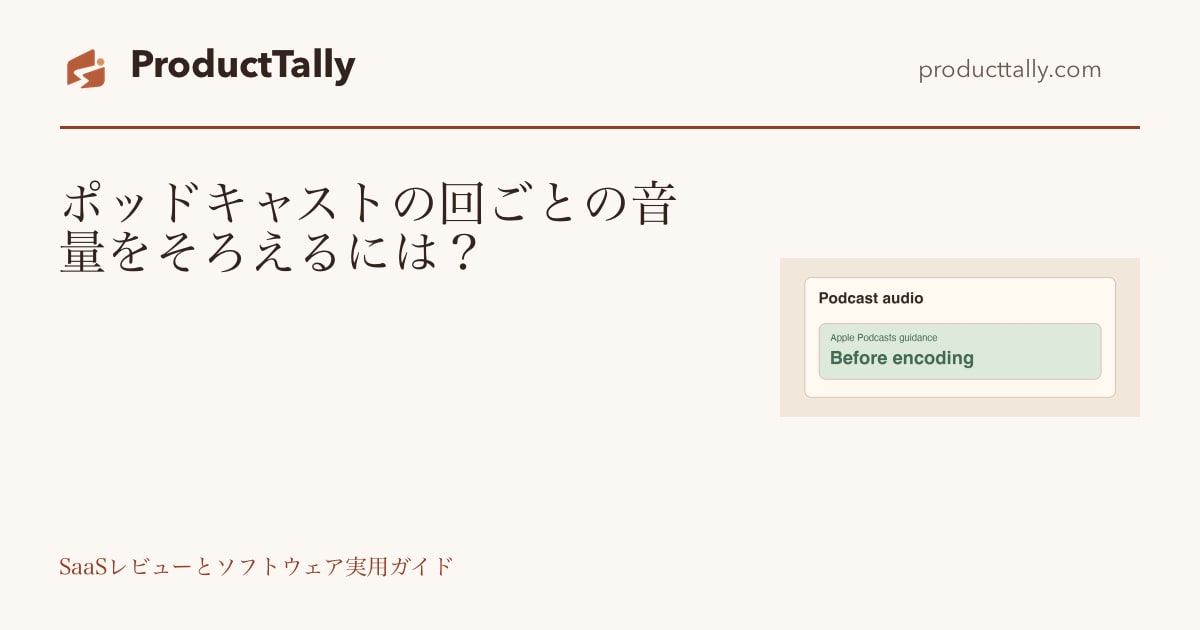 ProductTally
producttally.com
ポッドキャストの回ごとの音
量をそろえるには？
Podcast audio
Apple Podcasts guidance
Before encoding
SaaSレビューとソフトウェア実用ガイド